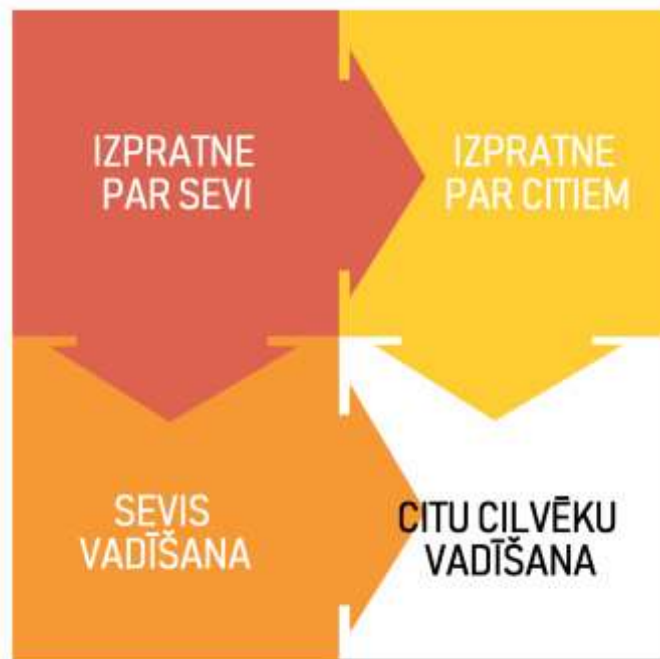 IZPRATNE
PAR SEVI
IZPRATNE
PAR CITIEM
SEVIS
VADĪŠANA
CITU CILVĒKU
VADĪŠANA